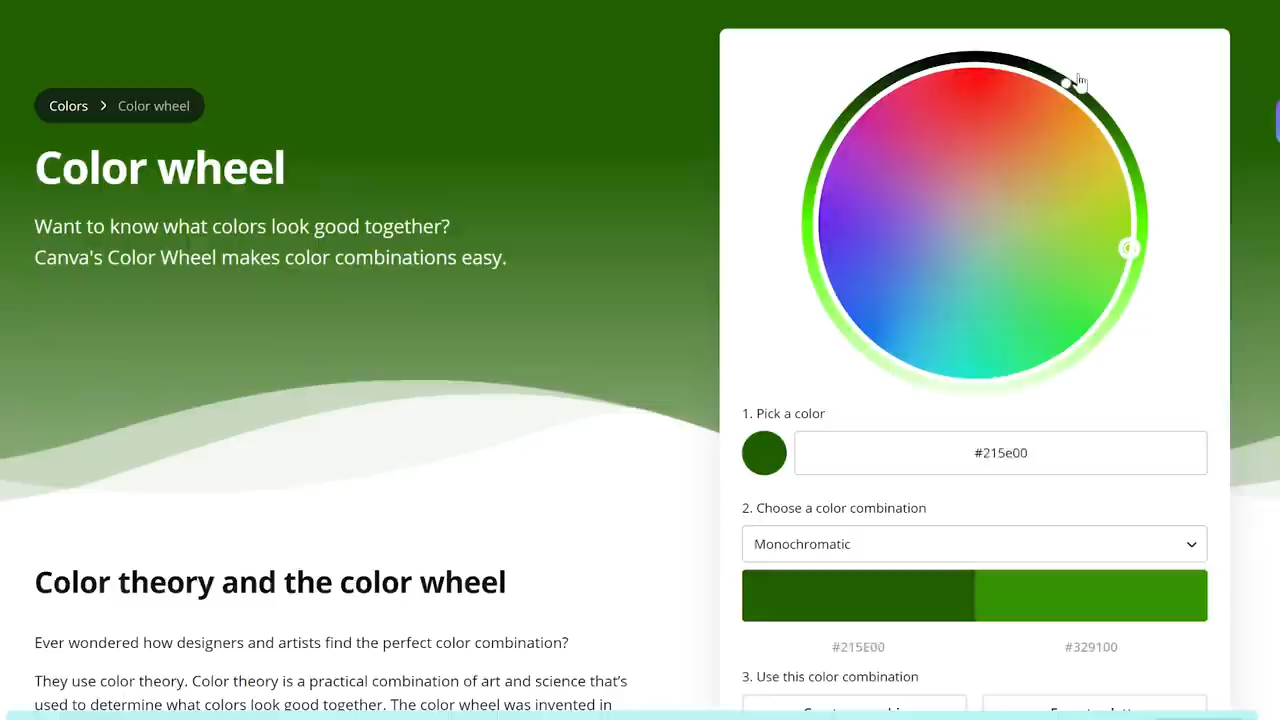 Colors > Color wheel
Color wheel
Want to know what colors look good together?
Canva's Color Wheel makes color combinations easy.
1. Pick a color
#215e00
2. Choose a color combination
Monochromatic
#215E00 #329100
3. Use this color combination
Color theory and the color wheel
Ever wondered how designers and artists find the perfect color combination?
They use color theory. Color theory is a practical combination of art and science that’s
used to determine what colors look good together. The color wheel was invented in